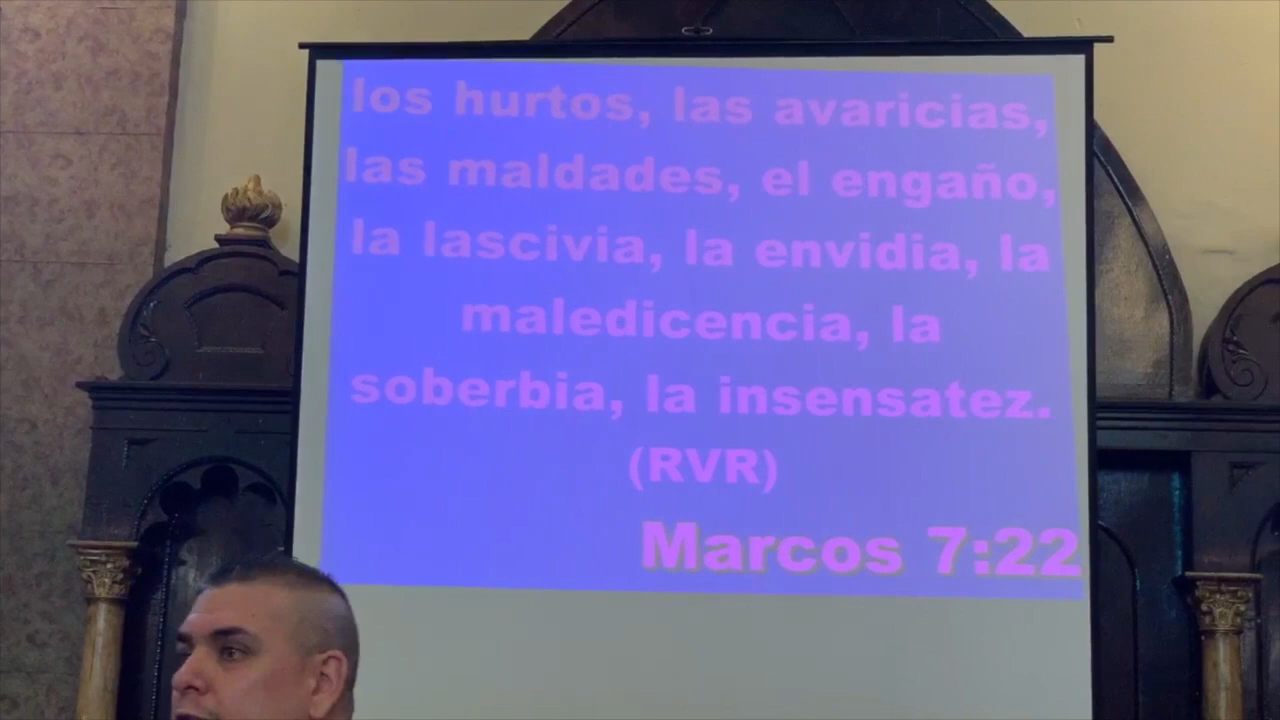 los hurtos, las avaricias,
las maldades, el engaño,
la lascivia, la envidia, la
maledicencia, la
soberbia, la insensatez.
(RVR)
Marcos 7:22